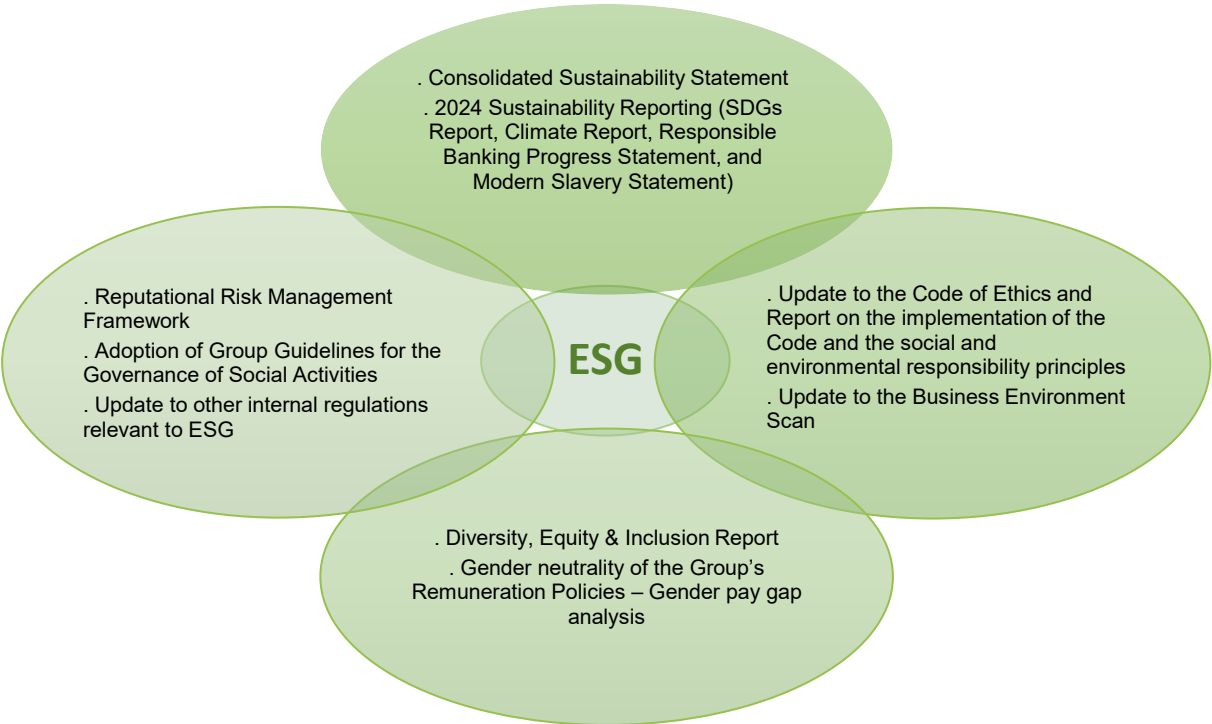 . Consolidated Sustainability Statement
. 2024 Sustainability Reporting (SDGs
Report, Climate Report, Responsible
Banking Progress Statement, and
Modern Slavery Statement)
. Reputational Risk Management
Framework
. Adoption of Group Guidelines for the
Governance of Social Activities
. Update to other internal regulations
relevant to ESG
ESG
. Update to the Code of Ethics and
Report on the implementation of the
Code and the social and
environmental responsibility principles
. Update to the Business Environment
Scan
. Diversity, Equity & Inclusion Report
. Gender neutrality of the Group’s
Remuneration Policies – Gender pay gap
analysis